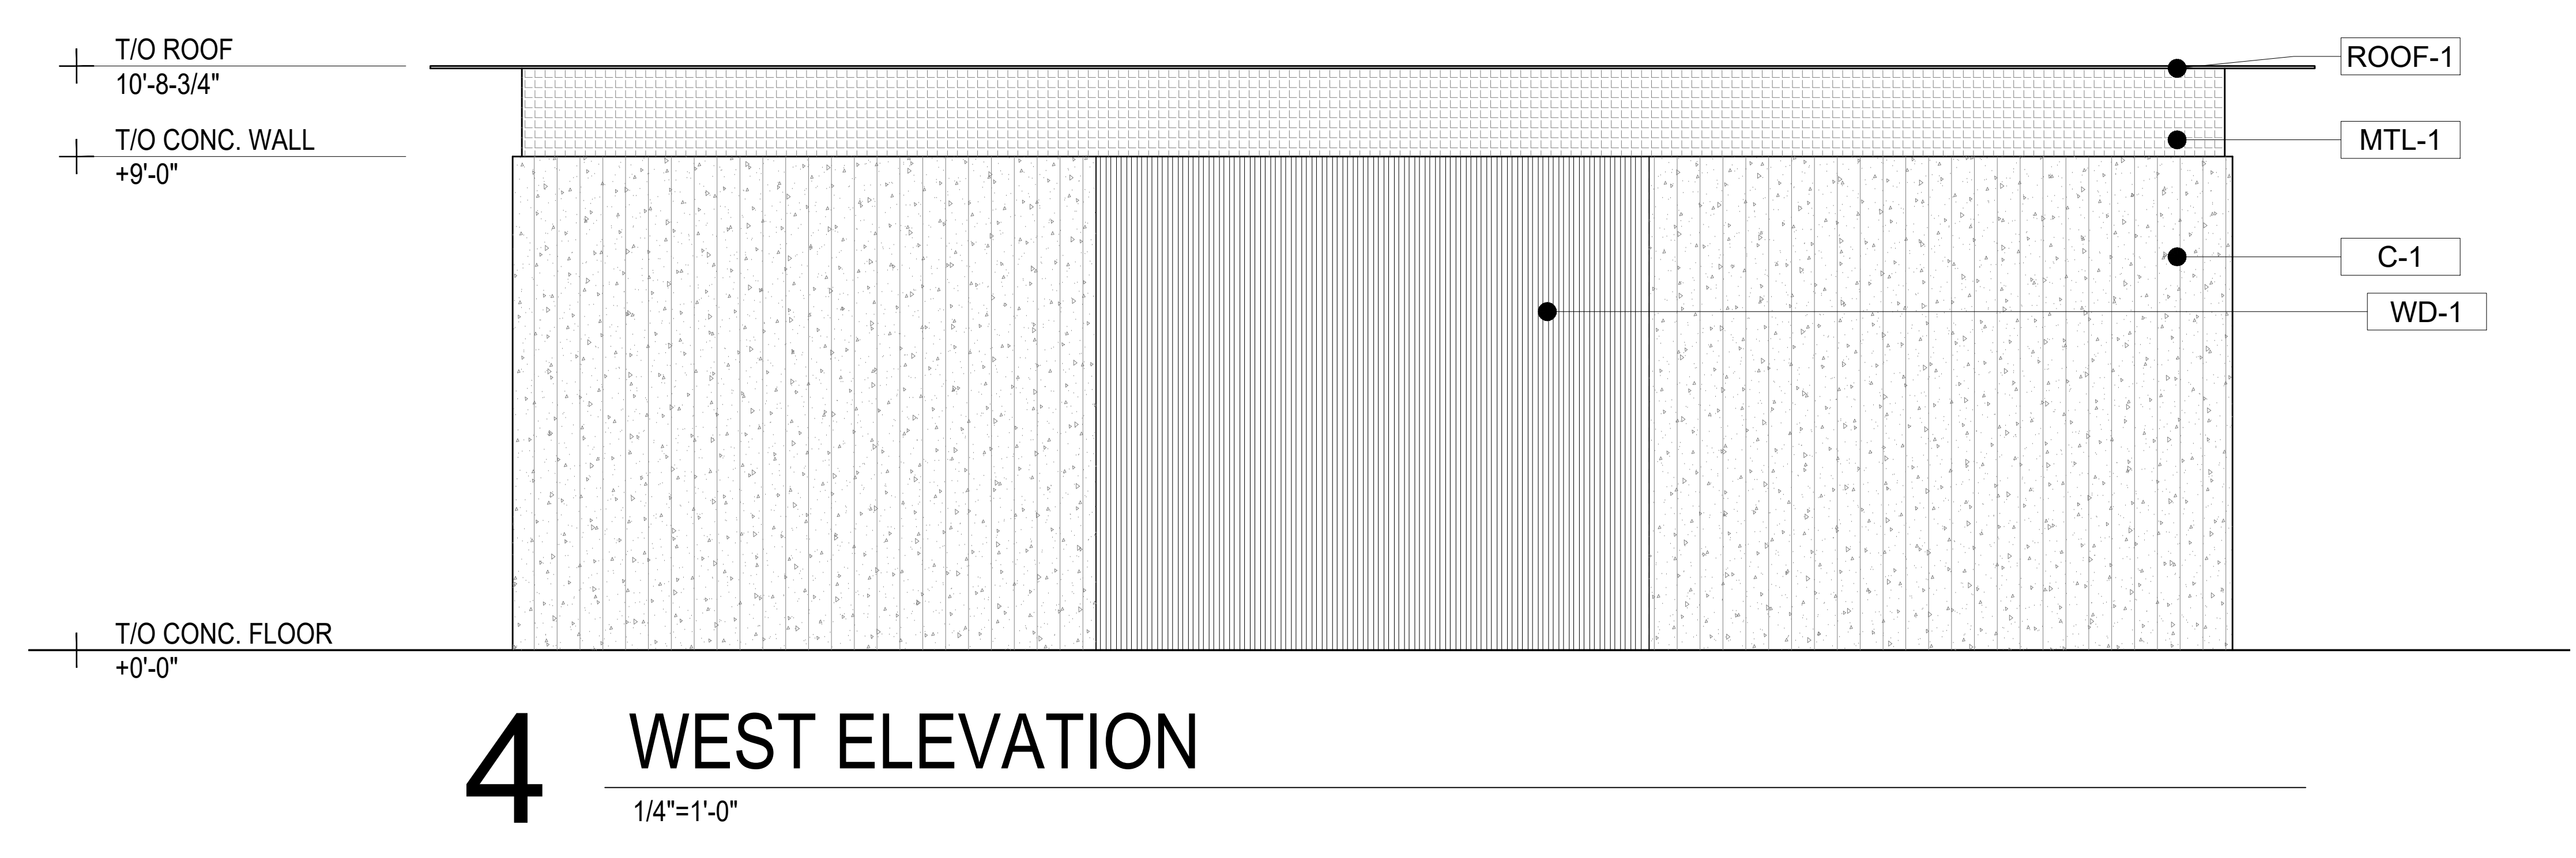 T/O ROOF
10'-8-3/4"
T/O CONC. WALL
+9'-0"
T/O CONC. FLOOR
+0'-0"
ROOF-1
MTL-1
C-1
WD-1
4 WEST ELEVATION
1/4"=1'-0"